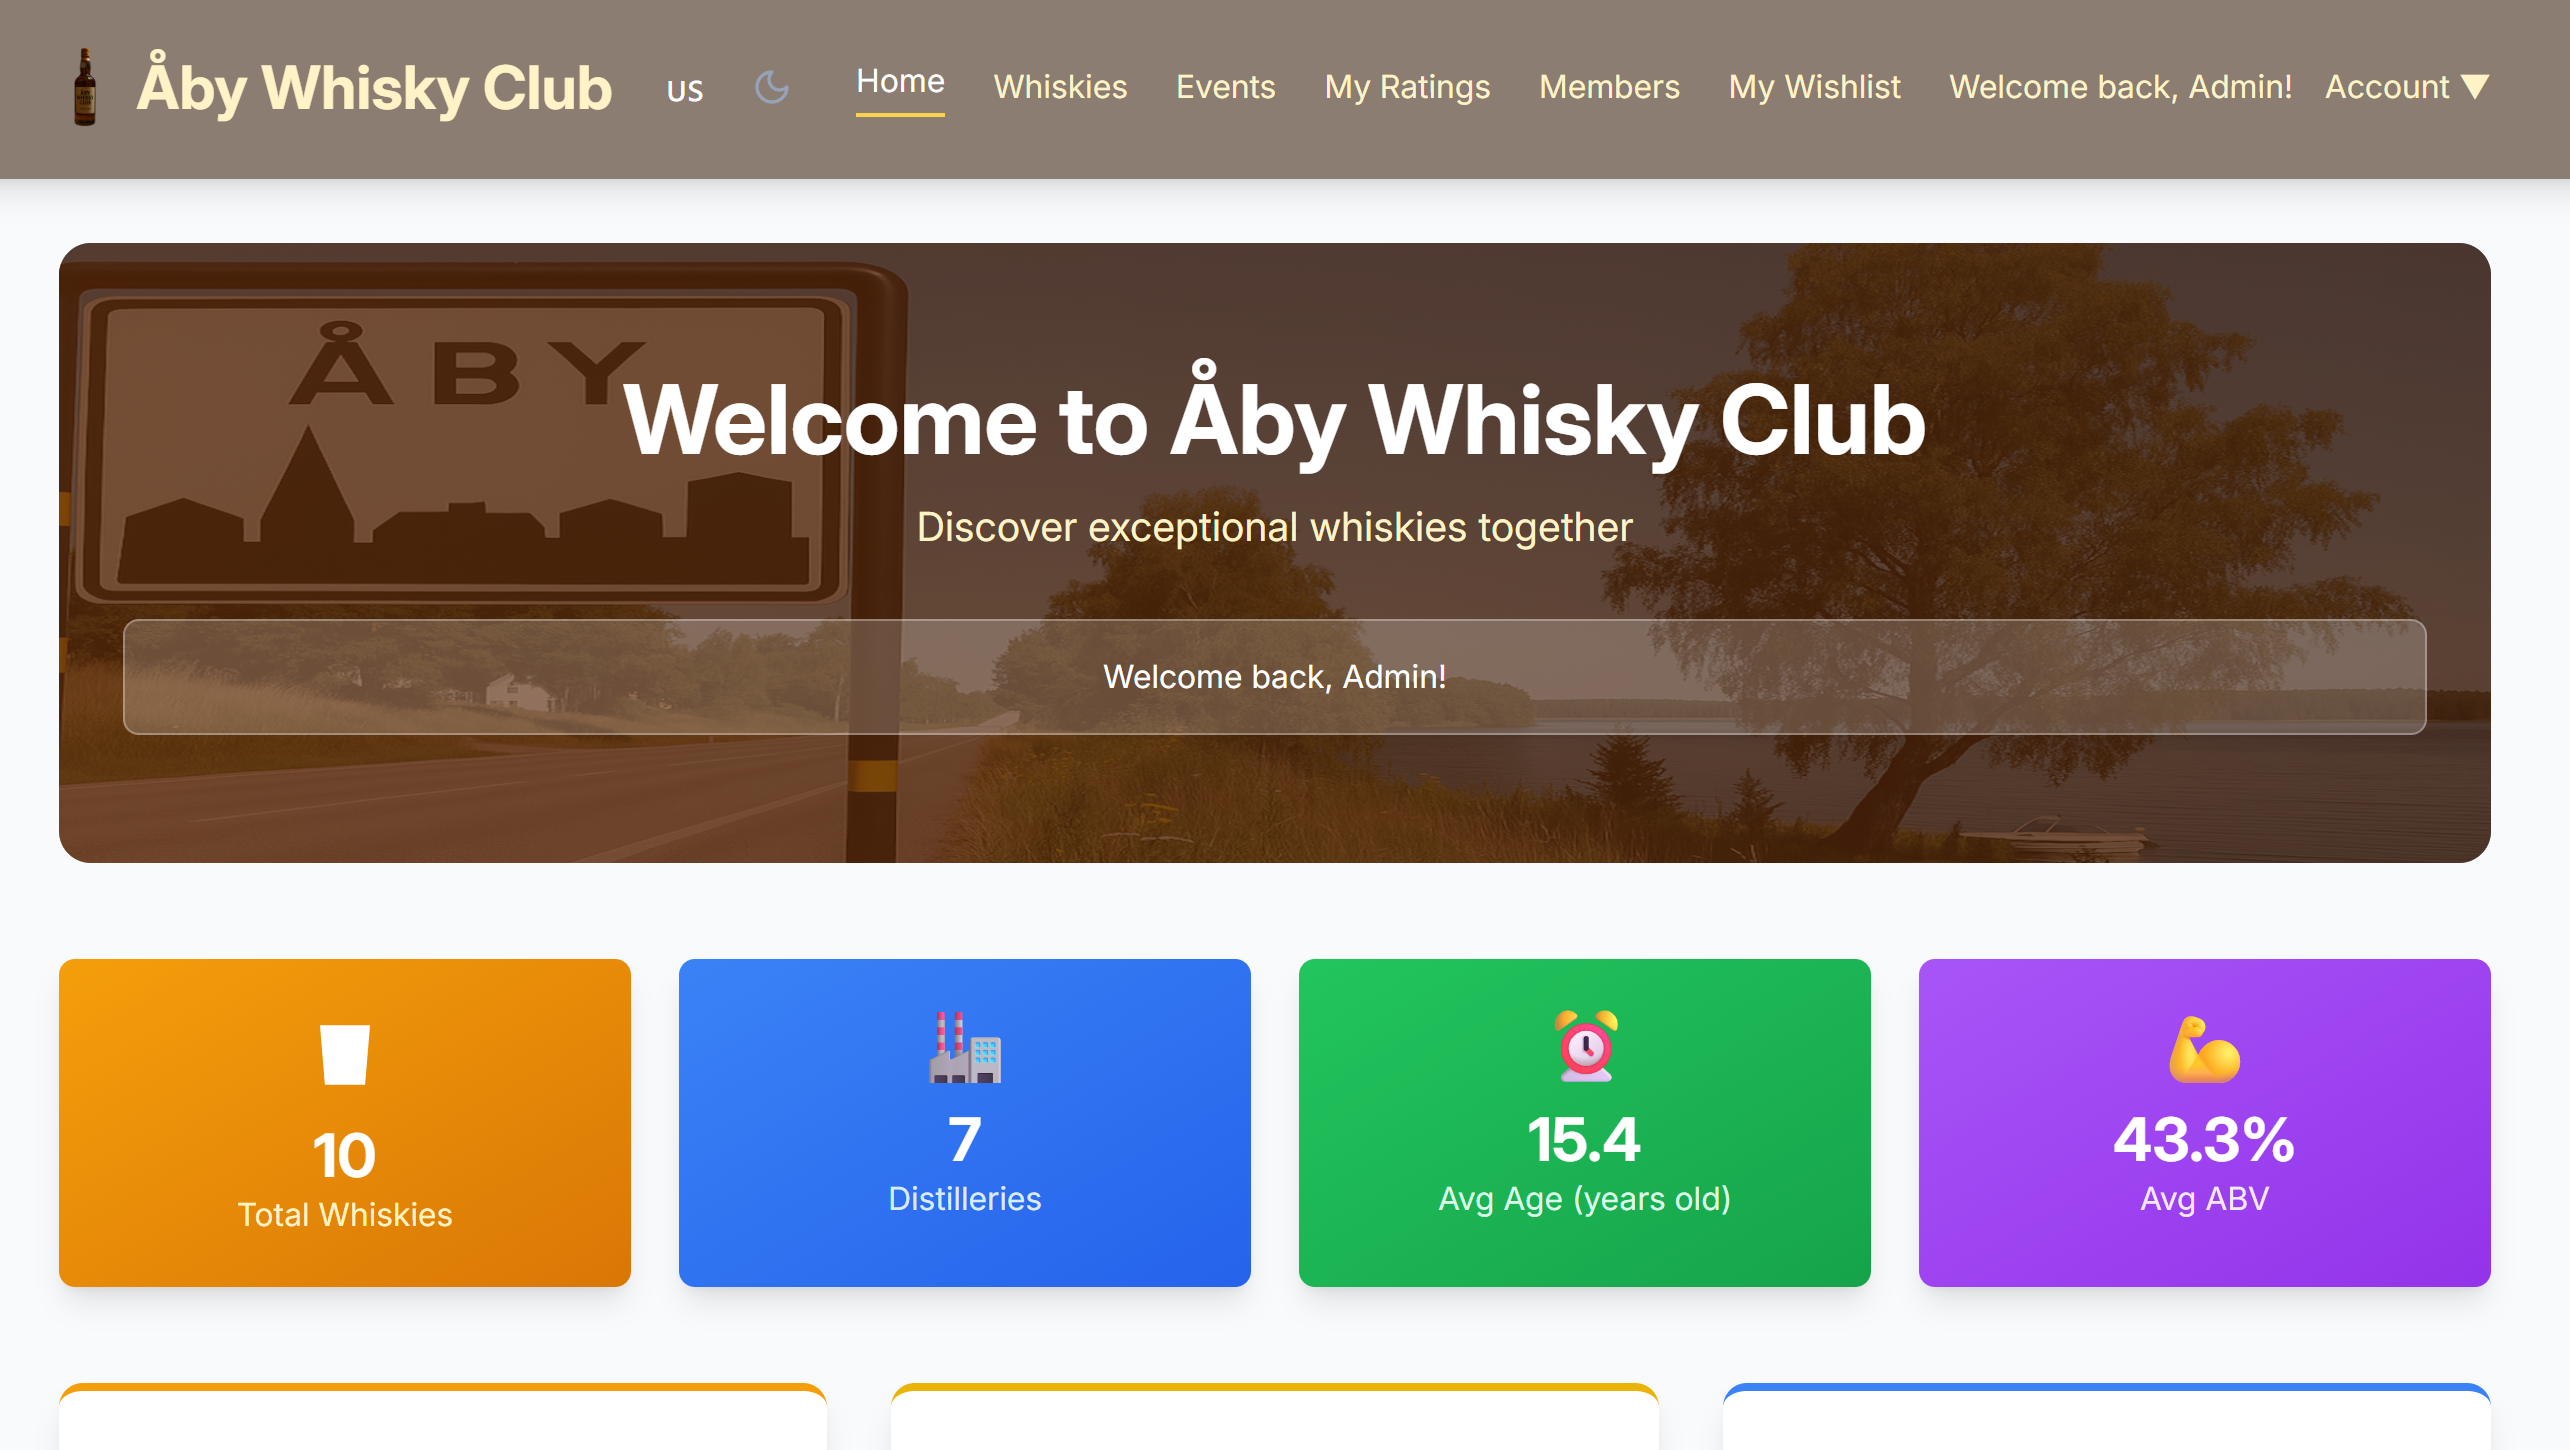 Åby Whisky Club
US
Home
Whiskies
Events
My Ratings
Members
My Wishlist
Welcome back, Admin!
Account ▼
ÅBY
Welcome to Åby Whisky Club
Discover exceptional whiskies together
Welcome back, Admin!
10
Total Whiskies
7
Distilleries
15.4
Avg Age (years old)
43.3%
Avg ABV